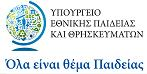 ΥΠΟΥΡΓΕΙΟ
ΕΘΝΙΚΗΣ ΠΑΙΔΕΙΑΣ
ΚΑΙ ΘΡΗΣΚΕΥΜΑΤΩΝ
Όλα είναι θέμα Παιδείας